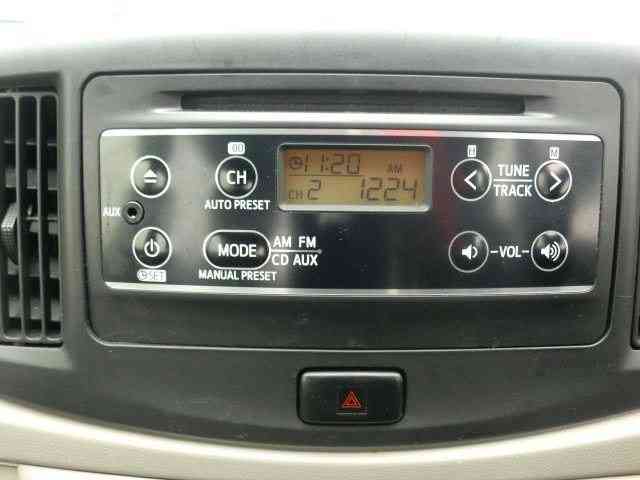 :00
H
M
11:20 AM
CH 2 1224
CH
AUTO PRESET
TUNE
TRACK
AUX
MODE
AM FM
CD AUX
MANUAL PRESET
VOL
SET